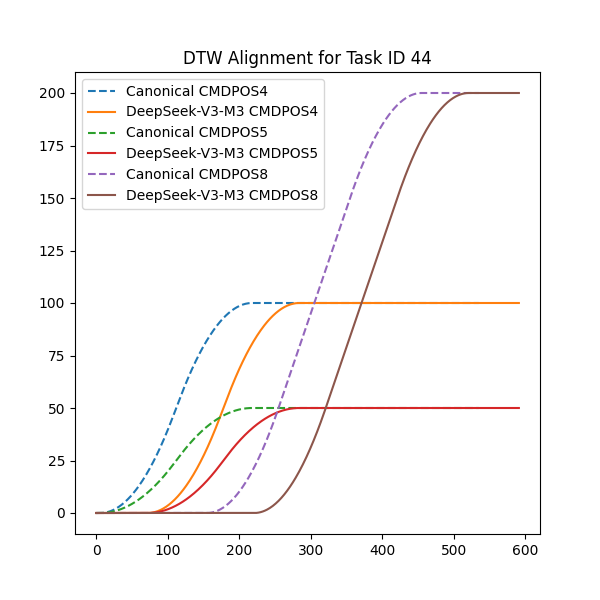 DTW Alignment for Task ID 44
Canonical CMDPOS4
DeepSeek-V3-M3 CMDPOS4
Canonical CMDPOS5
DeepSeek-V3-M3 CMDPOS5
Canonical CMDPOS8
DeepSeek-V3-M3 CMDPOS8
200
175
150
125
100
75
50
25
0
0 100 200 300 400 500 600